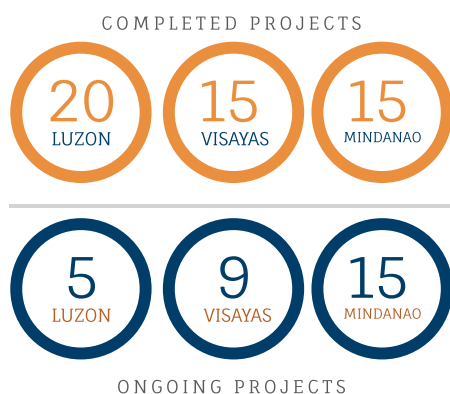 COMPLETED PROJECTS
20 15 15
LUZON VISAYAS MINDANAO
5 9 15
LUZON VISAYAS MINDANAO
ONGOING PROJECTS